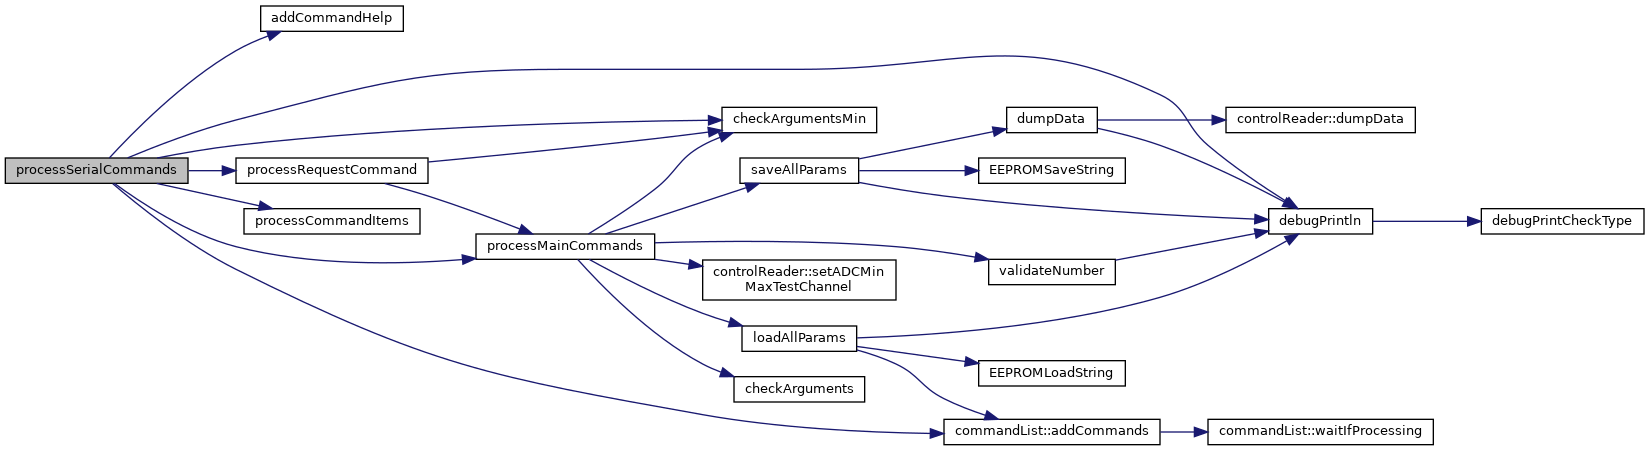 addCommandHelp
checkArgumentsMin
dumpData
controlReader::dumpData
processSerialCommands
processRequestCommand
saveAllParams
EEPROMSaveString
processCommandItems
debugPrintln
debugPrintCheckType
processMainCommands
controlReader::setADCMin
MaxTestChannel
validateNumber
loadAllParams
EEPROMLoadString
checkArguments
commandList::addCommands
commandList::waitIfProcessing